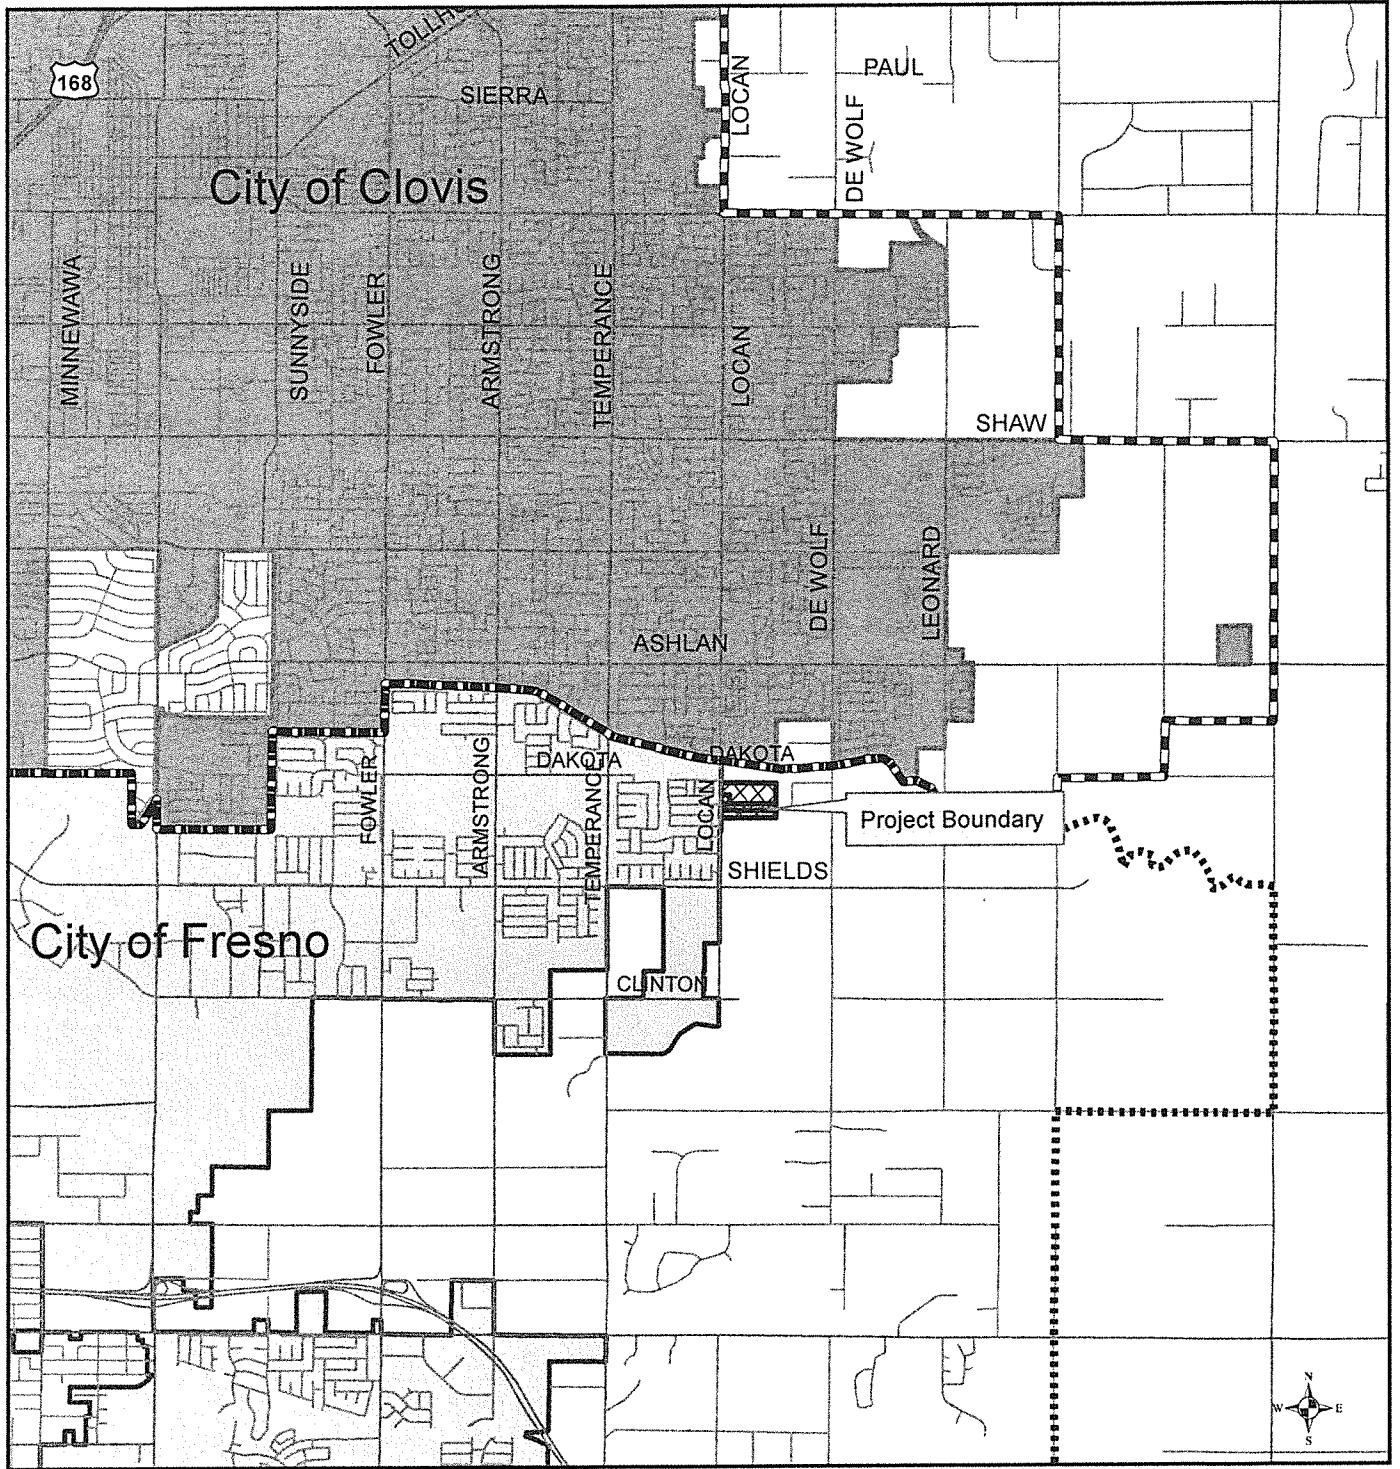 TOLLH
168
LOCAN
PAUL
SIERRA
DE WOLF
City of Clovis
MINNEWAWA
SUNNYSIDE
FOWLER
ARMSTRONG
TEMPERANCE
LOCAN
SHAW
DE WOLF
LEONARD
ASHLAN
FOWLER
ARMSTRONG
DAKOTA
TEMPERANCE
DAKOTA
LOCAN
Project Boundary
SHIELDS
City of Fresno
CLINTON
N
W E
S